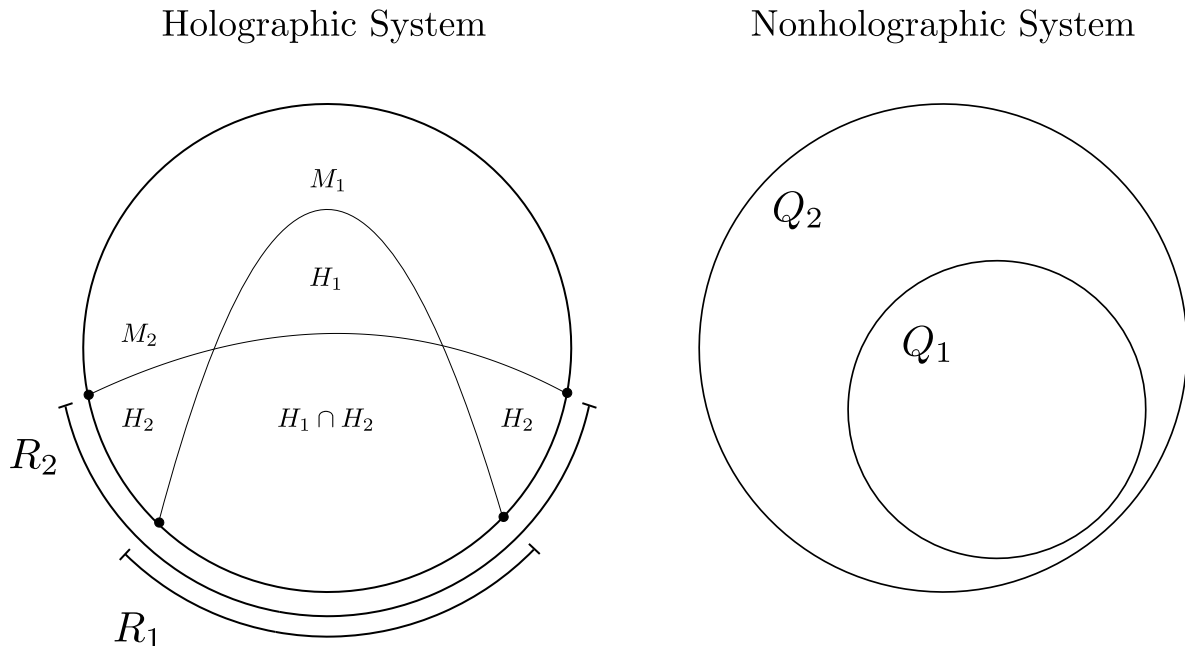 Holographic System
Nonholographic System
M₁
Q₂
H₁
M₂
Q₁
H₂
H₁ ∩ H₂
H₂
R₂
R₁